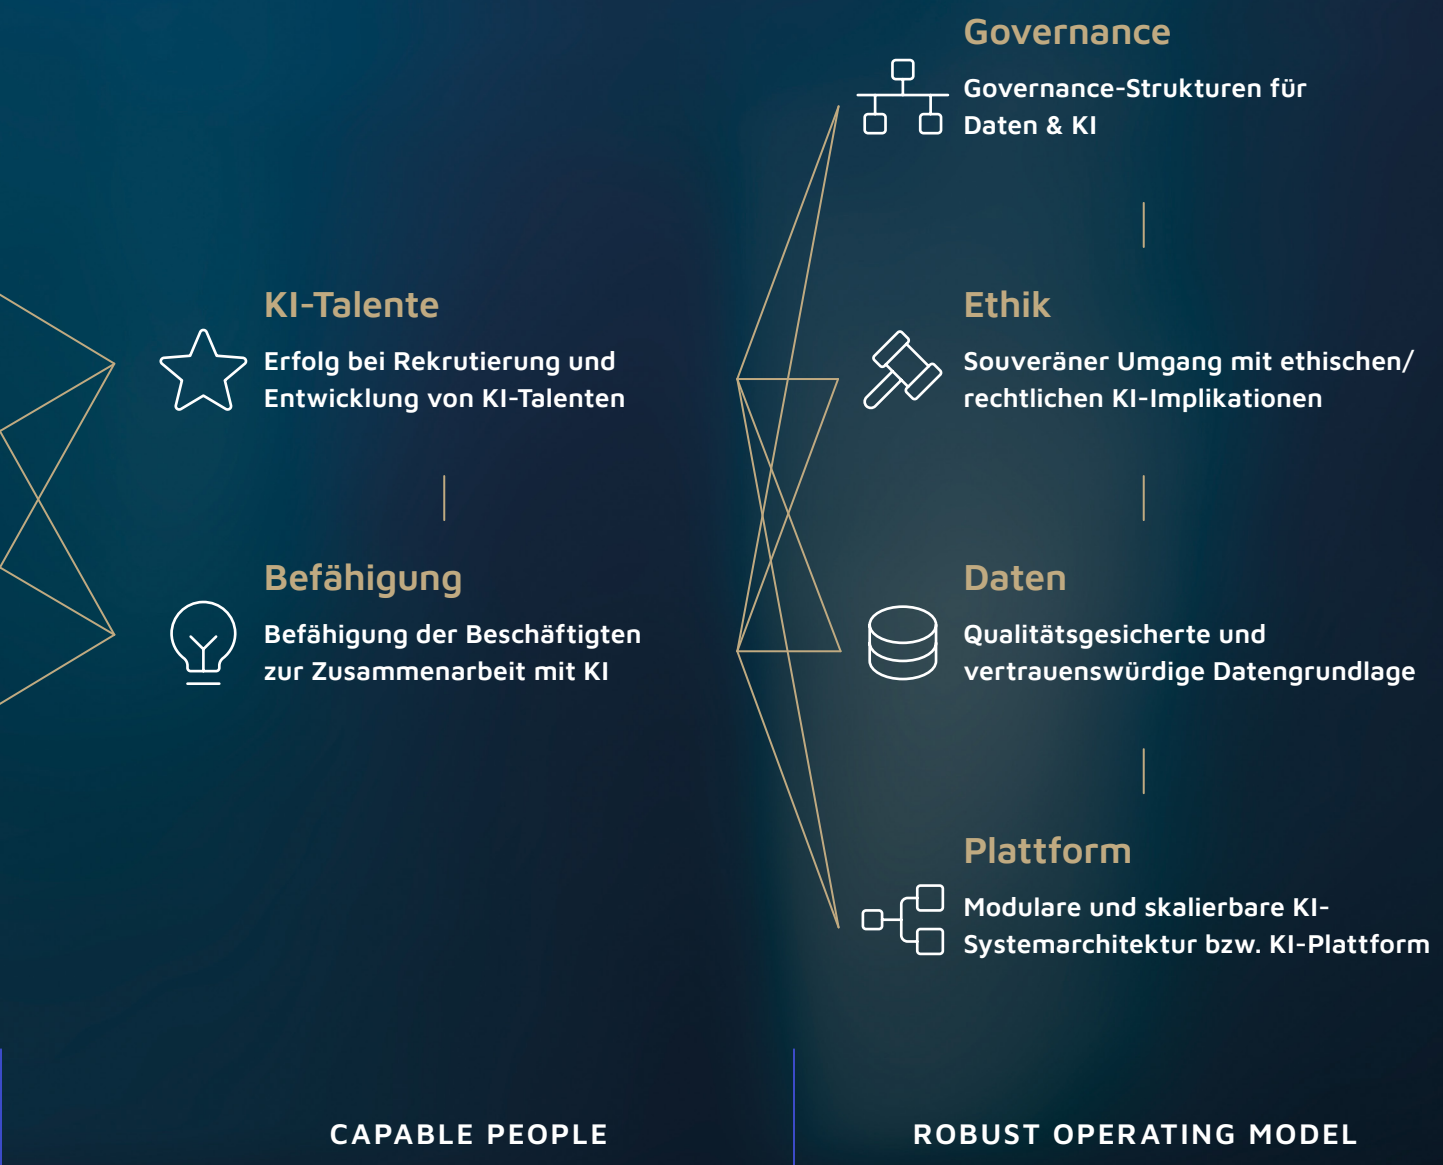 KI-Talente
Erfolg bei Rekrutierung und
Entwicklung von KI-Talenten
Befähigung
Befähigung der Beschäftigten
zur Zusammenarbeit mit KI
CAPABLE PEOPLE
Governance
Governance-Strukturen für
Daten & KI
Ethik
Souveräner Umgang mit ethischen/
rechtlichen KI-Implikationen
Daten
Qualitätsgesicherte und
vertrauenswürdige Datengrundlage
Plattform
Modulare und skalierbare KI-
Systemarchitektur bzw. KI-Plattform
ROBUST OPERATING MODEL